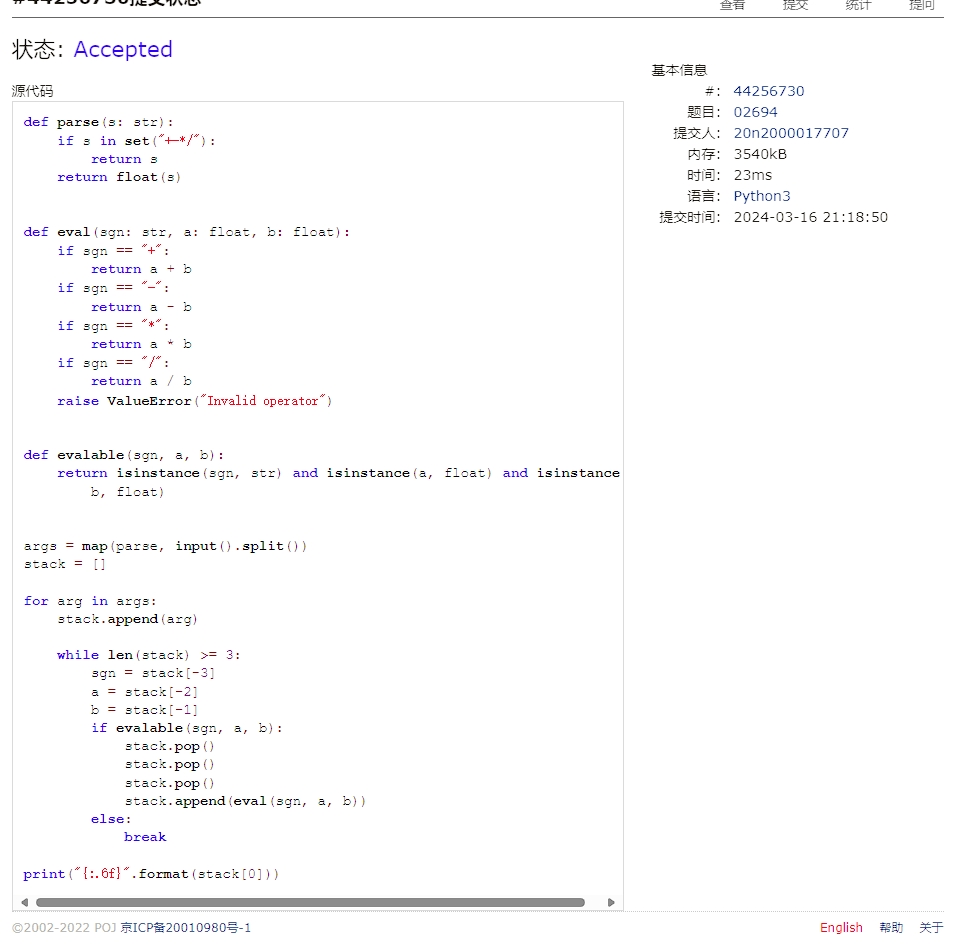 #44256730提交状态
查看 提交 统计 提问
状态: Accepted
源代码
def parse(s: str):
    if s in set("+-*/"):
        return s
    return float(s)
def eval(sgn: str, a: float, b: float):
    if sgn == "+":
        return a + b
    if sgn == "-":
        return a - b
    if sgn == "*":
        return a * b
    if sgn == "/":
        return a / b
    raise ValueError("Invalid operator")
def evalable(sgn, a, b):
    return isinstance(sgn, str) and isinstance(a, float) and isinstance
        b, float)
args = map(parse, input().split())
stack = []
for arg in args:
    stack.append(arg)
    while len(stack) >= 3:
        sgn = stack[-3]
        a = stack[-2]
        b = stack[-1]
        if evalable(sgn, a, b):
            stack.pop()
            stack.pop()
            stack.pop()
            stack.append(eval(sgn, a, b))
        else:
            break
print("{:.6f}".format(stack[0]))
基本信息
#: 44256730
题目: 02694
提交人: 20n2000017707
内存: 3540kB
时间: 23ms
语言: Python3
提交时间: 2024-03-16 21:18:50
©2002-2022 POJ 京ICP备20010980号-1
English 帮助 关于